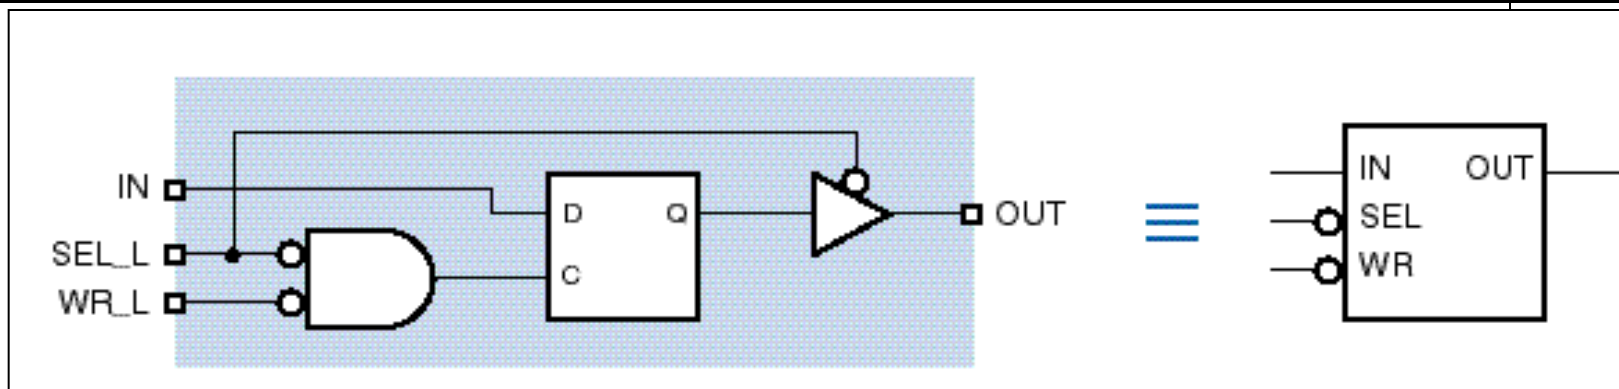 IN
SEL_L
WR_L
D Q
C
OUT
IN OUT
SEL
WR